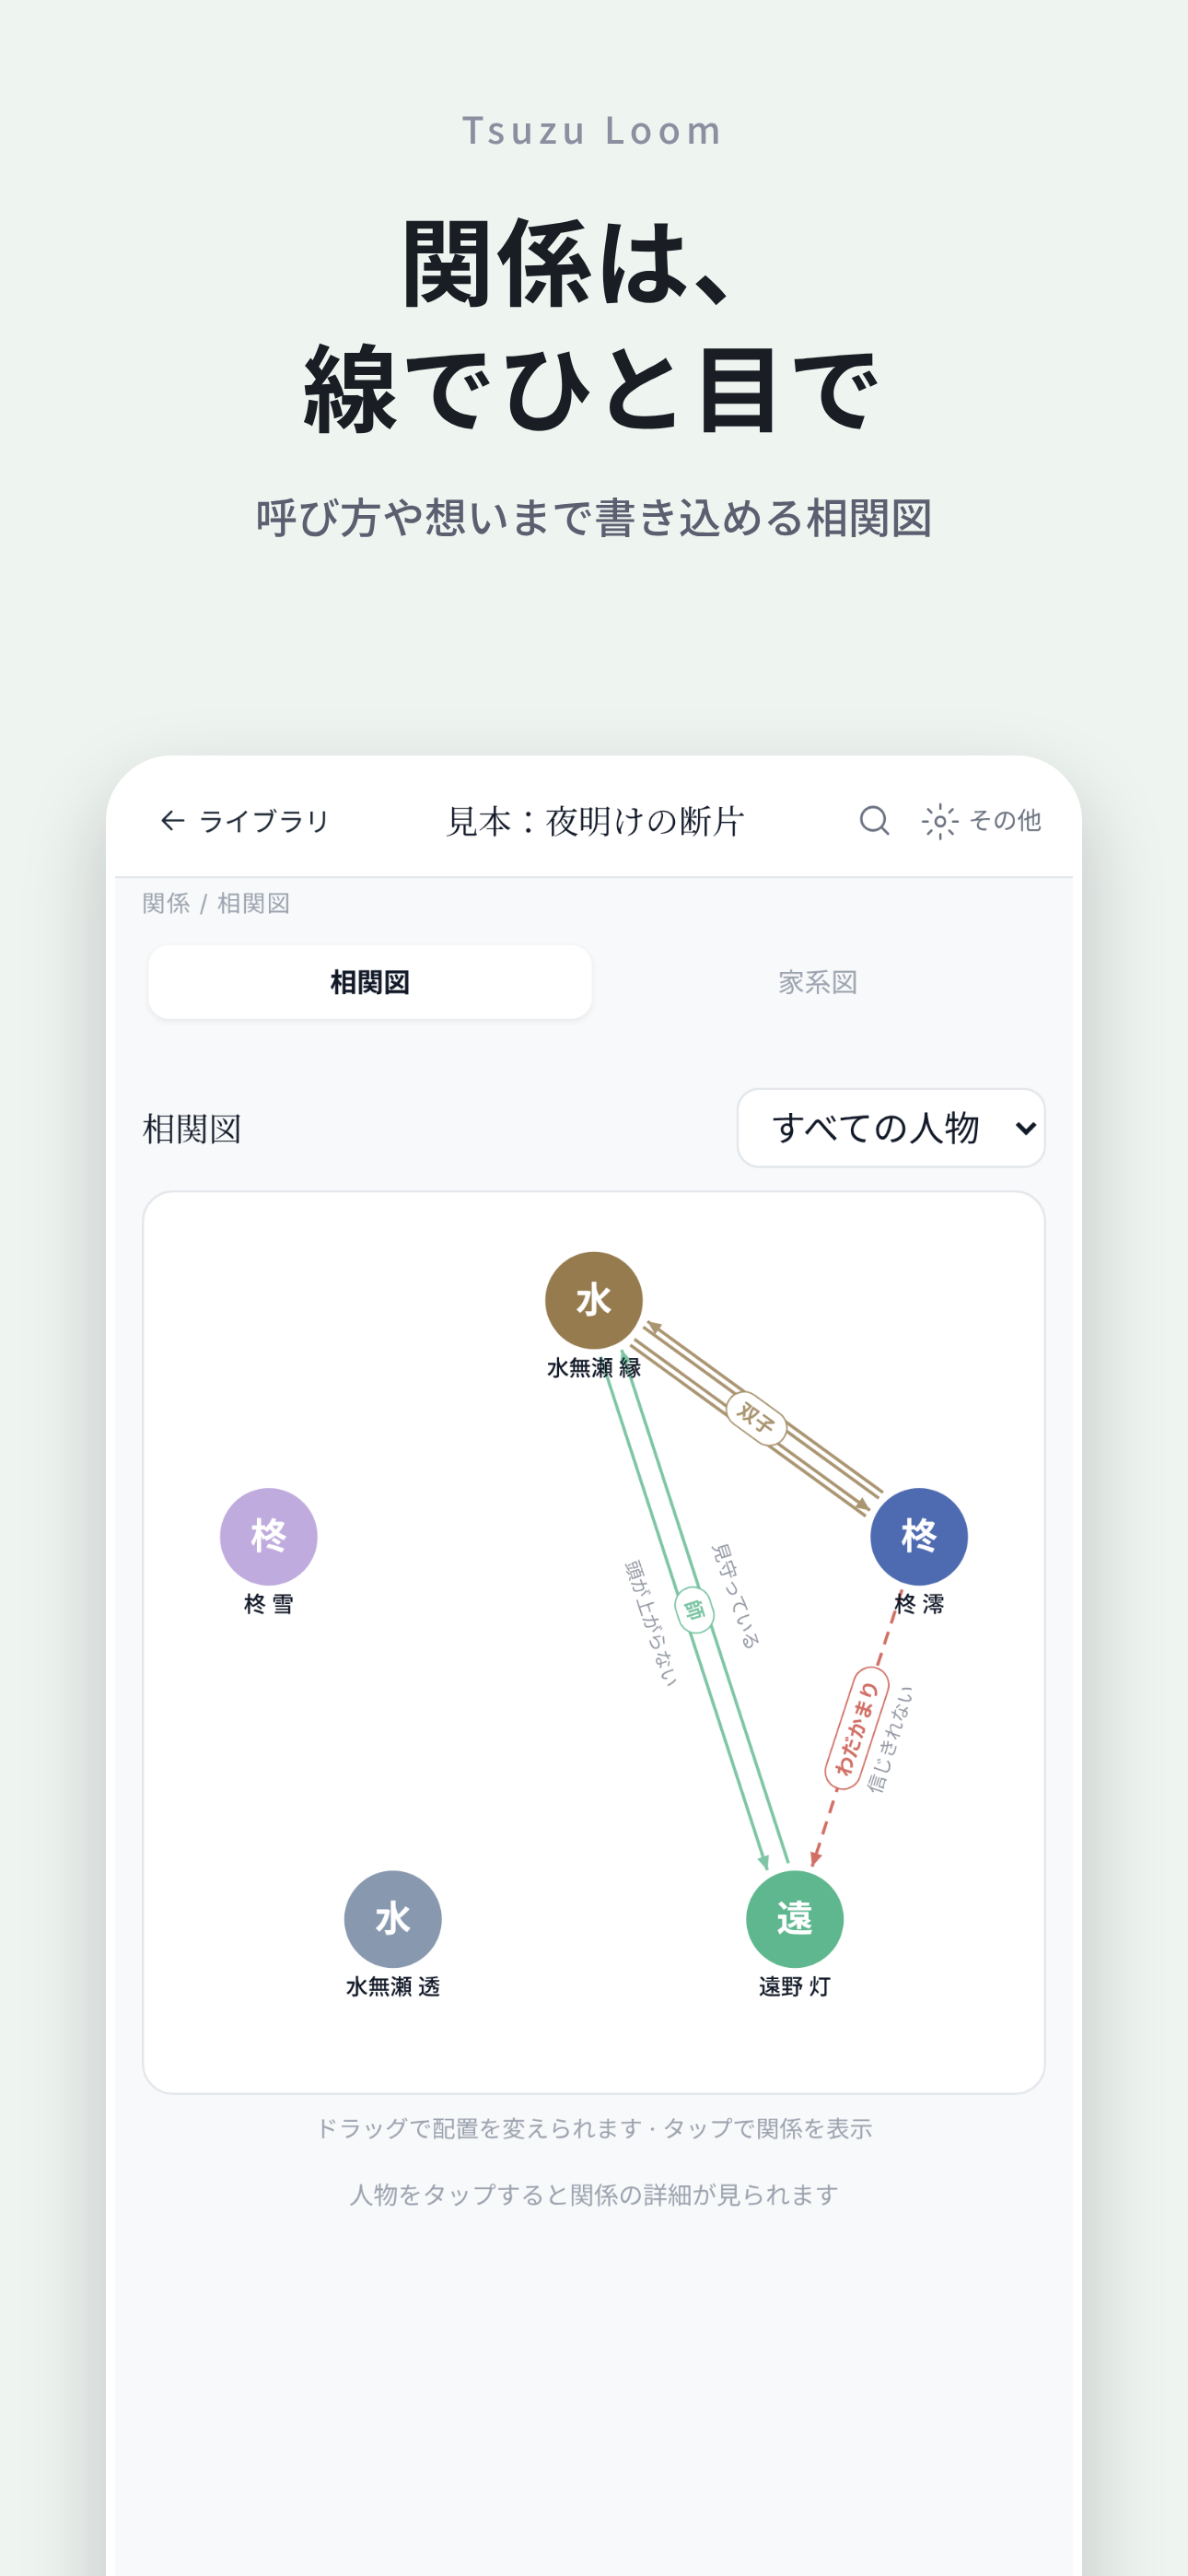 Tsuzu Loom
関係は、
線でひと目で
呼び方や想いまで書き込める相関図
← ライブラリ
見本：夜明けの断片
その他
関係 / 相関図
相関図
家系図
相関図
すべての人物
水
水無瀬 縁
双子
柊
柊 雪
柊
柊 澪
見守っている
頭が上がらない
師
わだかまり
信じきれない
水
水無瀬 透
遠
遠野 灯
ドラッグで配置を変えられます · タップで関係を表示
人物をタップすると関係の詳細が見られます